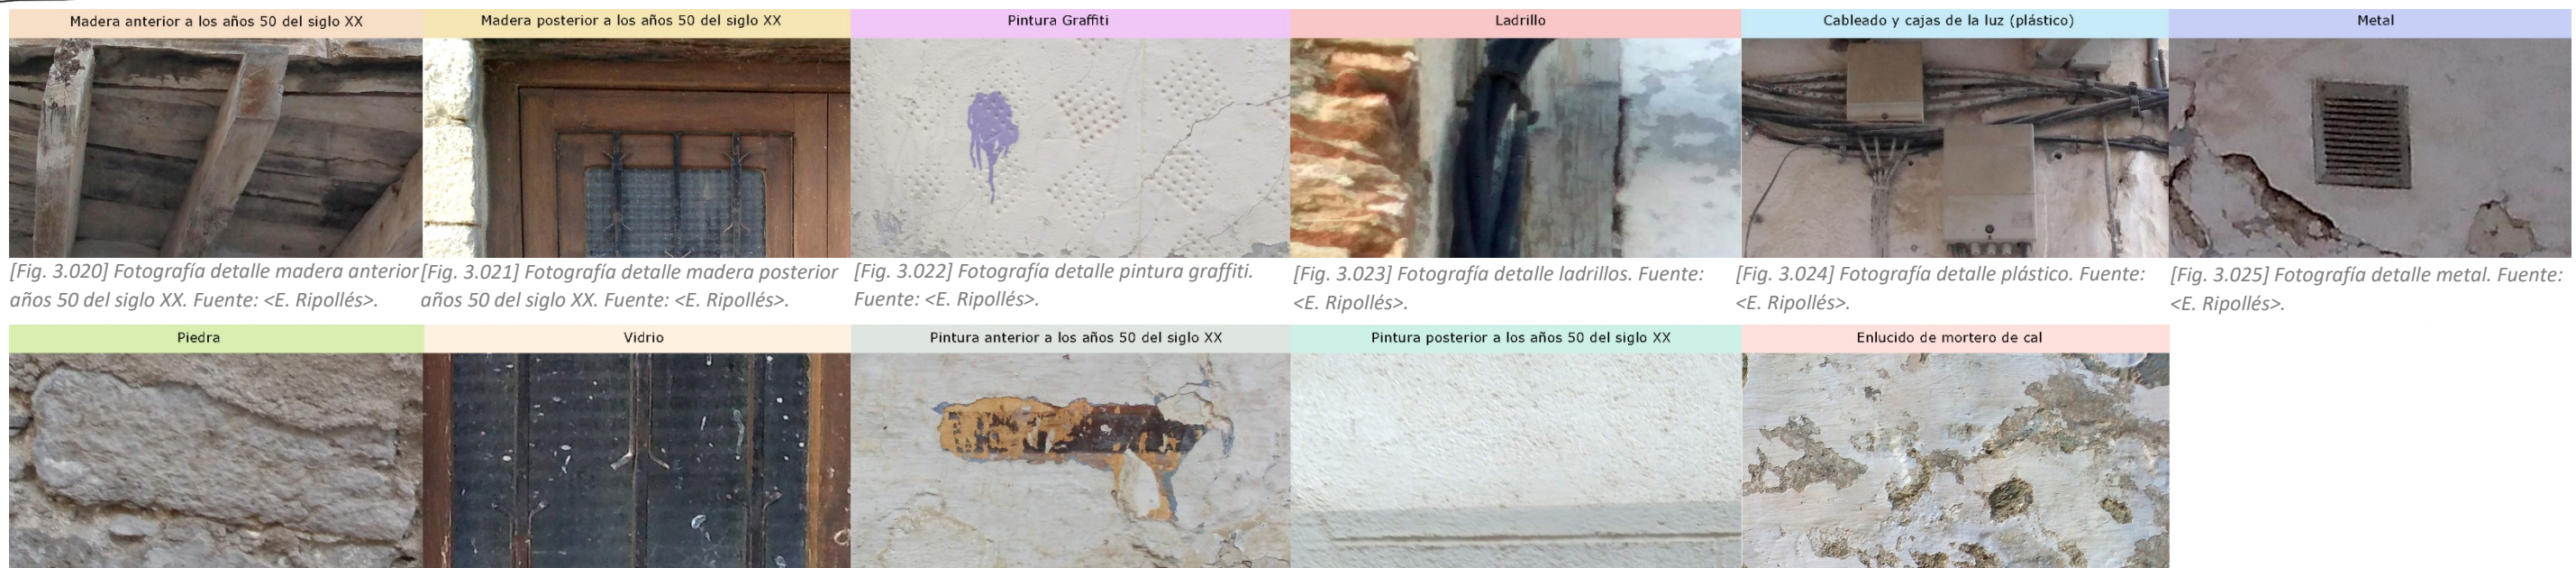 Madera anterior a los años 50 del siglo XX
Madera posterior a los años 50 del siglo XX
Pintura Graffiti
Ladrillo
Cableado y cajas de la luz (plástico)
Metal
[Fig. 3.020] Fotografía detalle madera anterior
años 50 del siglo XX. Fuente: <E. Ripollés>.
[Fig. 3.021] Fotografía detalle madera posterior
años 50 del siglo XX. Fuente: <E. Ripollés>.
[Fig. 3.022] Fotografía detalle pintura graffiti.
Fuente: <E. Ripollés>.
[Fig. 3.023] Fotografía detalle ladrillos. Fuente:
<E. Ripollés>.
[Fig. 3.024] Fotografía detalle plástico. Fuente:
<E. Ripollés>.
[Fig. 3.025] Fotografía detalle metal. Fuente:
<E. Ripollés>.
Piedra
Vidrio
Pintura anterior a los años 50 del siglo XX
Pintura posterior a los años 50 del siglo XX
Enlucido de mortero de cal